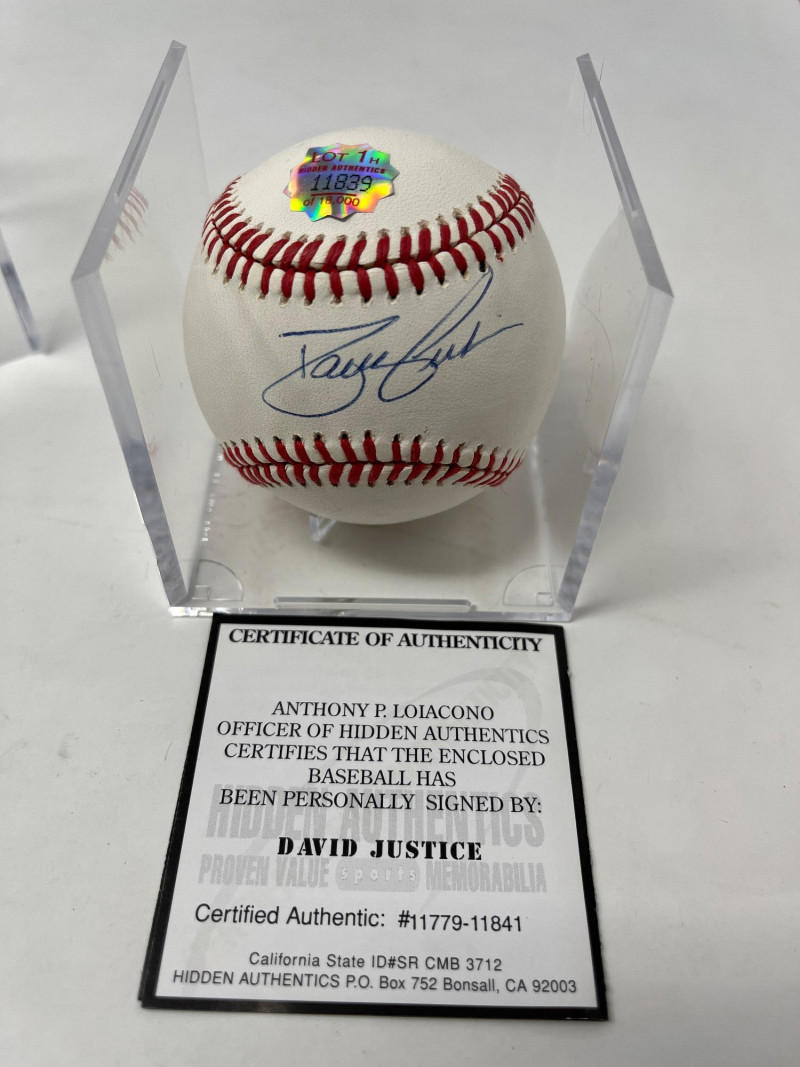 LOT 1H
HIDDEN AUTHENTICS
11839
of 18,000
CERTIFICATE OF AUTHENTICITY
ANTHONY P. LOIACONO
OFFICER OF HIDDEN AUTHENTICS
CERTIFIES THAT THE ENCLOSED
BASEBALL HAS
BEEN PERSONALLY SIGNED BY:
HIDDEN AUTHENTICS
DAVID JUSTICE
PROVEN VALUE sports MEMORABILIA
Certified Authentic: #11779-11841
California State ID#SR CMB 3712
HIDDEN AUTHENTICS P.O. Box 752 Bonsall, CA 92003